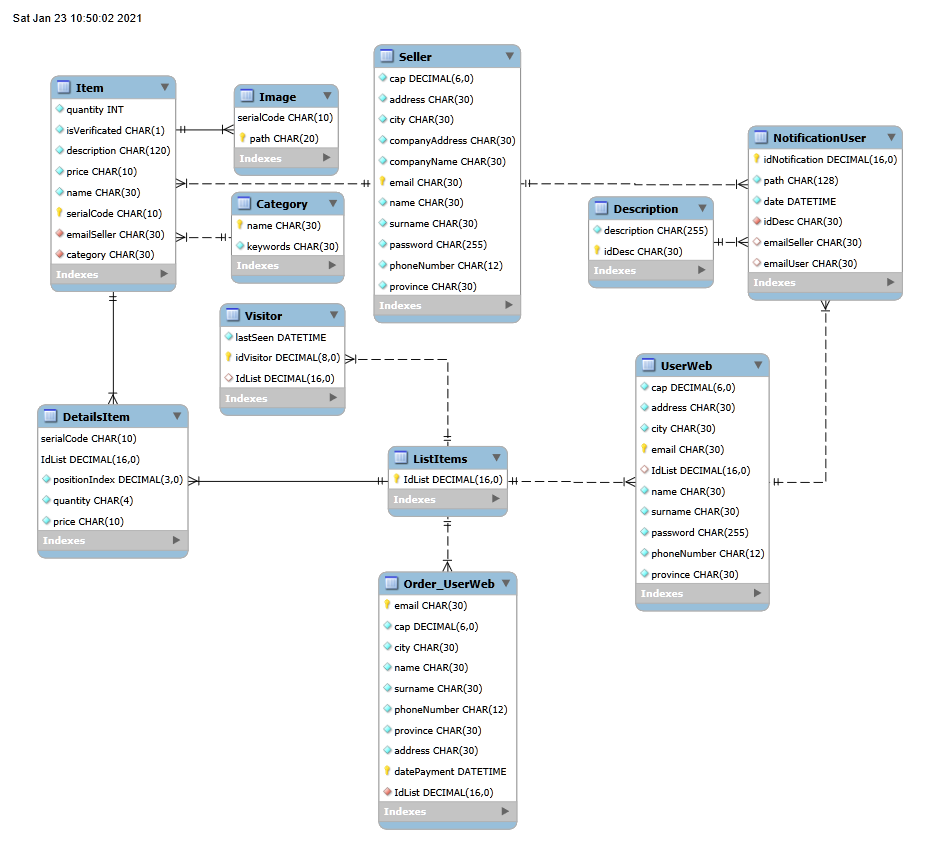 Sat Jan 23 10:50:02 2021
Item
quantity INT
isVerificated CHAR(1)
description CHAR(120)
price CHAR(10)
name CHAR(30)
serialCode CHAR(10)
emailSeller CHAR(30)
category CHAR(30)
Indexes
Image
serialCode CHAR(10)
path CHAR(20)
Indexes
Category
name CHAR(30)
keywords CHAR(30)
Indexes
Seller
cap DECIMAL(6,0)
address CHAR(30)
city CHAR(30)
companyAddress CHAR(30)
companyName CHAR(30)
email CHAR(30)
name CHAR(30)
surname CHAR(30)
password CHAR(255)
phoneNumber CHAR(12)
province CHAR(30)
Indexes
Description
description CHAR(255)
idDesc CHAR(30)
Indexes
NotificationUser
idNotification DECIMAL(16,0)
path CHAR(128)
date DATETIME
idDesc CHAR(30)
emailSeller CHAR(30)
emailUser CHAR(30)
Indexes
Visitor
lastSeen DATETIME
idVisitor DECIMAL(8,0)
IdList DECIMAL(16,0)
Indexes
UserWeb
cap DECIMAL(6,0)
address CHAR(30)
city CHAR(30)
email CHAR(30)
IdList DECIMAL(16,0)
name CHAR(30)
surname CHAR(30)
password CHAR(255)
phoneNumber CHAR(12)
province CHAR(30)
Indexes
DetailsItem
serialCode CHAR(10)
IdList DECIMAL(16,0)
positionIndex DECIMAL(3,0)
quantity CHAR(4)
price CHAR(10)
Indexes
ListItems
IdList DECIMAL(16,0)
Indexes
Order_UserWeb
email CHAR(30)
cap DECIMAL(6,0)
city CHAR(30)
name CHAR(30)
surname CHAR(30)
phoneNumber CHAR(12)
province CHAR(30)
address CHAR(30)
datePayment DATETIME
IdList DECIMAL(16,0)
Indexes